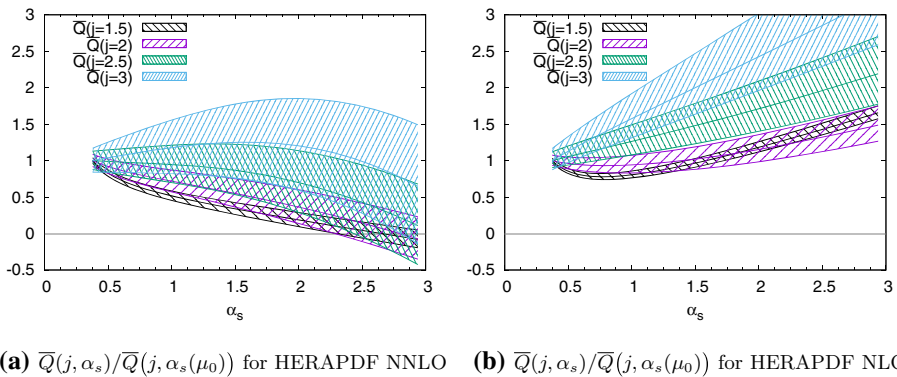 3
2.5
2
1.5
1
0.5
0
-0.5
0 0.5 1 1.5 2 2.5 3
αs
Q̅(j=1.5)
Q̅(j=2)
Q̅(j=2.5)
Q̅(j=3)
3
2.5
2
1.5
1
0.5
0
-0.5
0 0.5 1 1.5 2 2.5 3
αs
Q̅(j=1.5)
Q̅(j=2)
Q̅(j=2.5)
Q̅(j=3)
(a) Q̅(j, αs)/Q̅(j, αs(μ0)) for HERAPDF NNLO
(b) Q̅(j, αs)/Q̅(j, αs(μ0)) for HERAPDF NLO